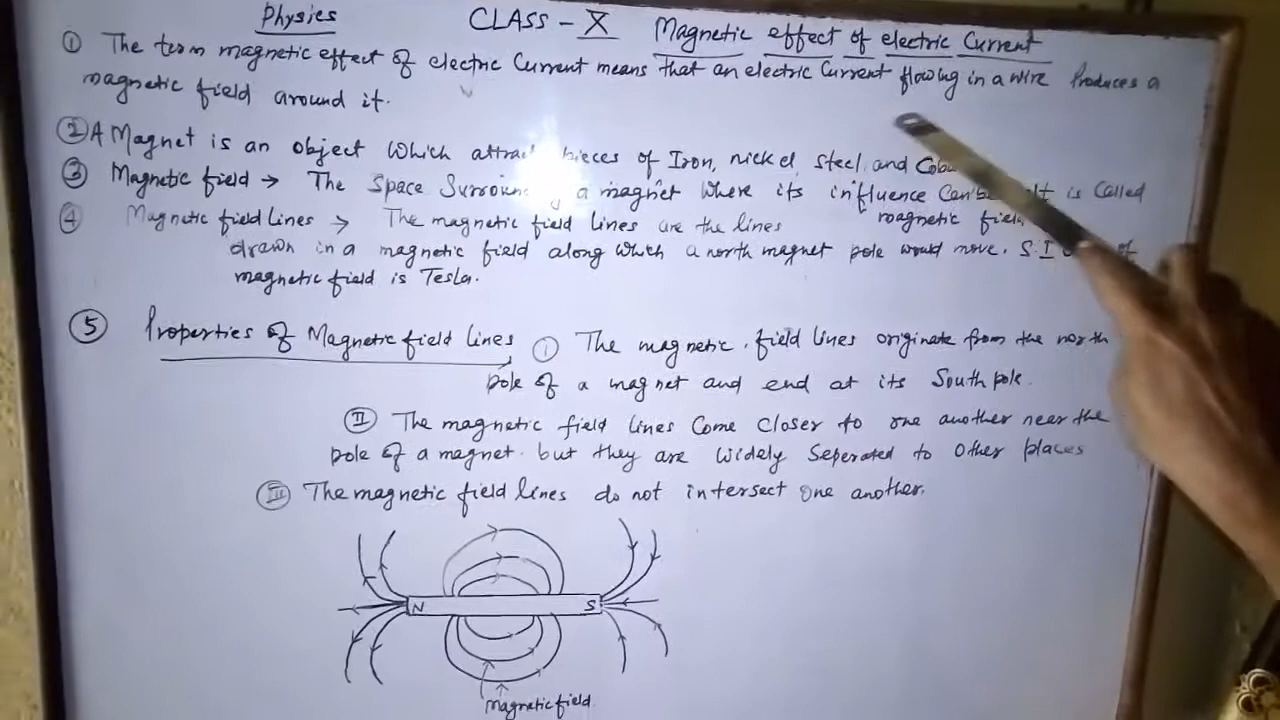 Physics CLASS - X Magnetic effect of electric Current
① The term magnetic effect of electric Current means that an electric Current flowing in a wire Produces a
magnetic field around it.
② A Magnet is an object which attract pieces of Iron, nickel, steel, and
③ Magnetic field → The Space Surround a magnet where its influence Can be felt is Called
magnetic field
④ Magnetic field Lines → The magnetic field lines are the lines
drawn in a magnetic field along which a north magnet pole would move. S.I of
magnetic field is Tesla.
⑤ Properties of Magnetic field lines ① The magnetic field lines originate from the north
pole of a magnet and end at its South pole.
Ⅱ The magnetic field lines Come Closer to one another near the
pole of a magnet. but they are widely Seperated to Other places
Ⅲ The magnetic field lines do not intersect One another.
N S
Magnetic field.